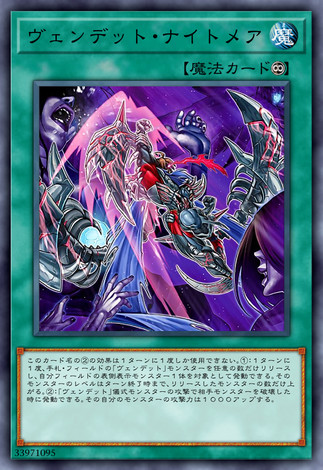 ヴェンデット・ナイトメア
魔
【魔法カード】
このカード名の②の効果は1ターンに1度しか使用できない。①:1ターンに
1度、手札・フィールドの「ヴェンデット」モンスターを任意の数だけリリース
し、自分フィールドの表側表示モンスター1体を対象として発動できる。その
モンスターのレベルはターン終了時まで、リリースしたモンスターの数だけ上
がる。②:「ヴェンデット」儀式モンスターの攻撃で相手モンスターを破壊した
時に発動できる。その自分のモンスターの攻撃力は1000アップする。
33971095